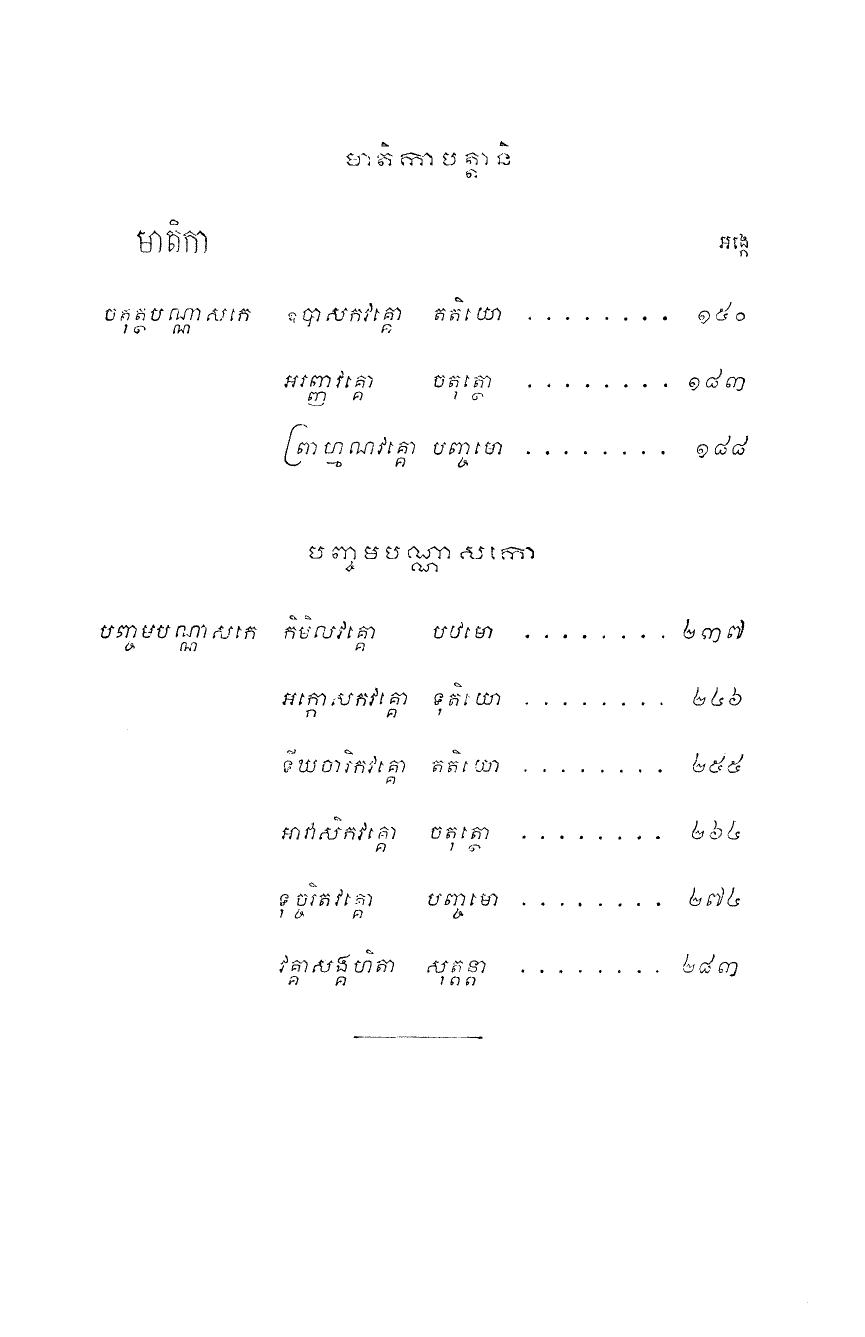 មាតិកាបត្តានិ
មាតិកា អង្កេ
ចតុត្ថបណ្ណាសកេ ឧបាសកវគ្គោ តតិយោ . . . . . . . . ១៥០
អរញ្ញវគ្គោ ចតុត្ថោ . . . . . . . . ១៨៣
ព្រាហ្មណវគ្គោ បញ្ចមោ . . . . . . . . ១៨៨
បញ្ចមបណ្ណាសកោ
បញ្ចមបណ្ណាសកេ កិមិលវគ្គោ បឋមោ . . . . . . . . ២៣៧
អក្កោសកវគ្គោ ទុតិយោ . . . . . . . . ២៤៦
ទីឃចារិកវគ្គោ តតិយោ . . . . . . . . ២៥៥
អាវាសិកវគ្គោ ចតុត្ថោ . . . . . . . . ២៦៤
ទុច្ចរិតវគ្គោ បញ្ចមោ . . . . . . . . ២៧៤
វគ្គាសង្គហិតា សុត្តន្តា . . . . . . . . ២៨៣